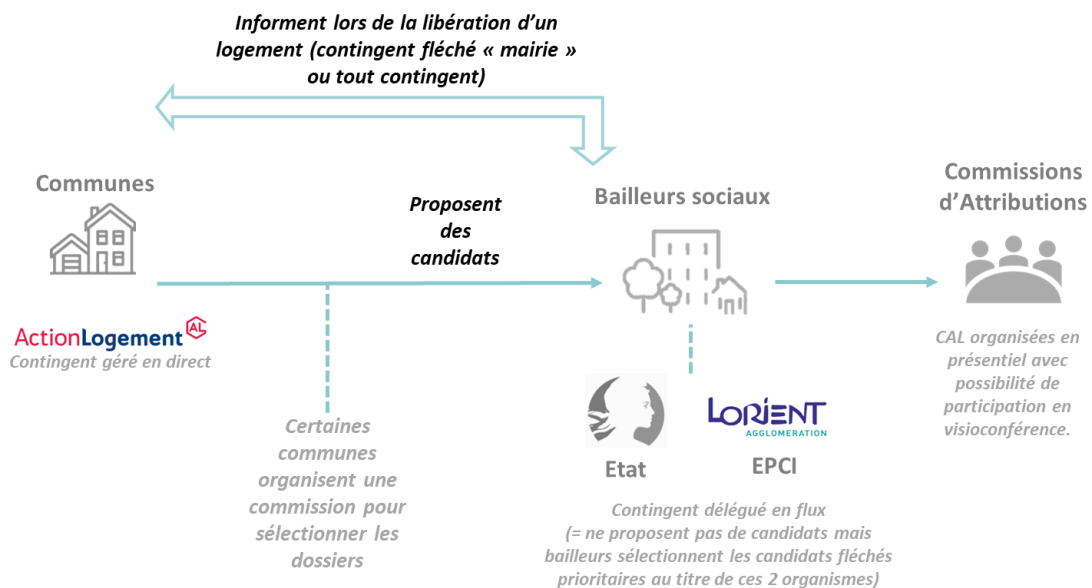 Informent lors de la libération d’un
logement (contingent fléché « mairie »
ou tout contingent)
Communes
Proposent
des
candidats
Bailleurs sociaux
Commissions
d’Attributions
ActionLogement AL
Contingent géré en direct
Certaines
communes
organisent une
commission pour
sélectionner les
dossiers
Etat
LORIENT
AGGLOMERATION
EPCI
Contingent délégué en flux
(= ne proposent pas de candidats mais
bailleurs sélectionnent les candidats fléchés
prioritaires au titre de ces 2 organismes)
CAL organisées en
présentiel avec
possibilité de
participation en
visioconférence.